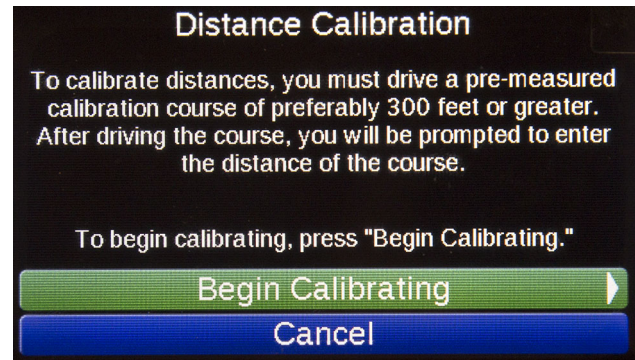 Distance Calibration
To calibrate distances, you must drive a pre-measured
calibration course of preferably 300 feet or greater.
After driving the course, you will be prompted to enter
the distance of the course.
To begin calibrating, press "Begin Calibrating."
Begin Calibrating
Cancel